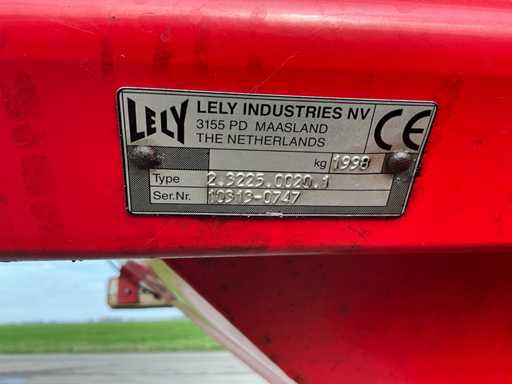 LELY LELY INDUSTRIES NV
3155 PD MAASLAND
THE NETHERLANDS
CE
kg 1998
Type 2.3225.0020.1
Ser.Nr. 10313-0747